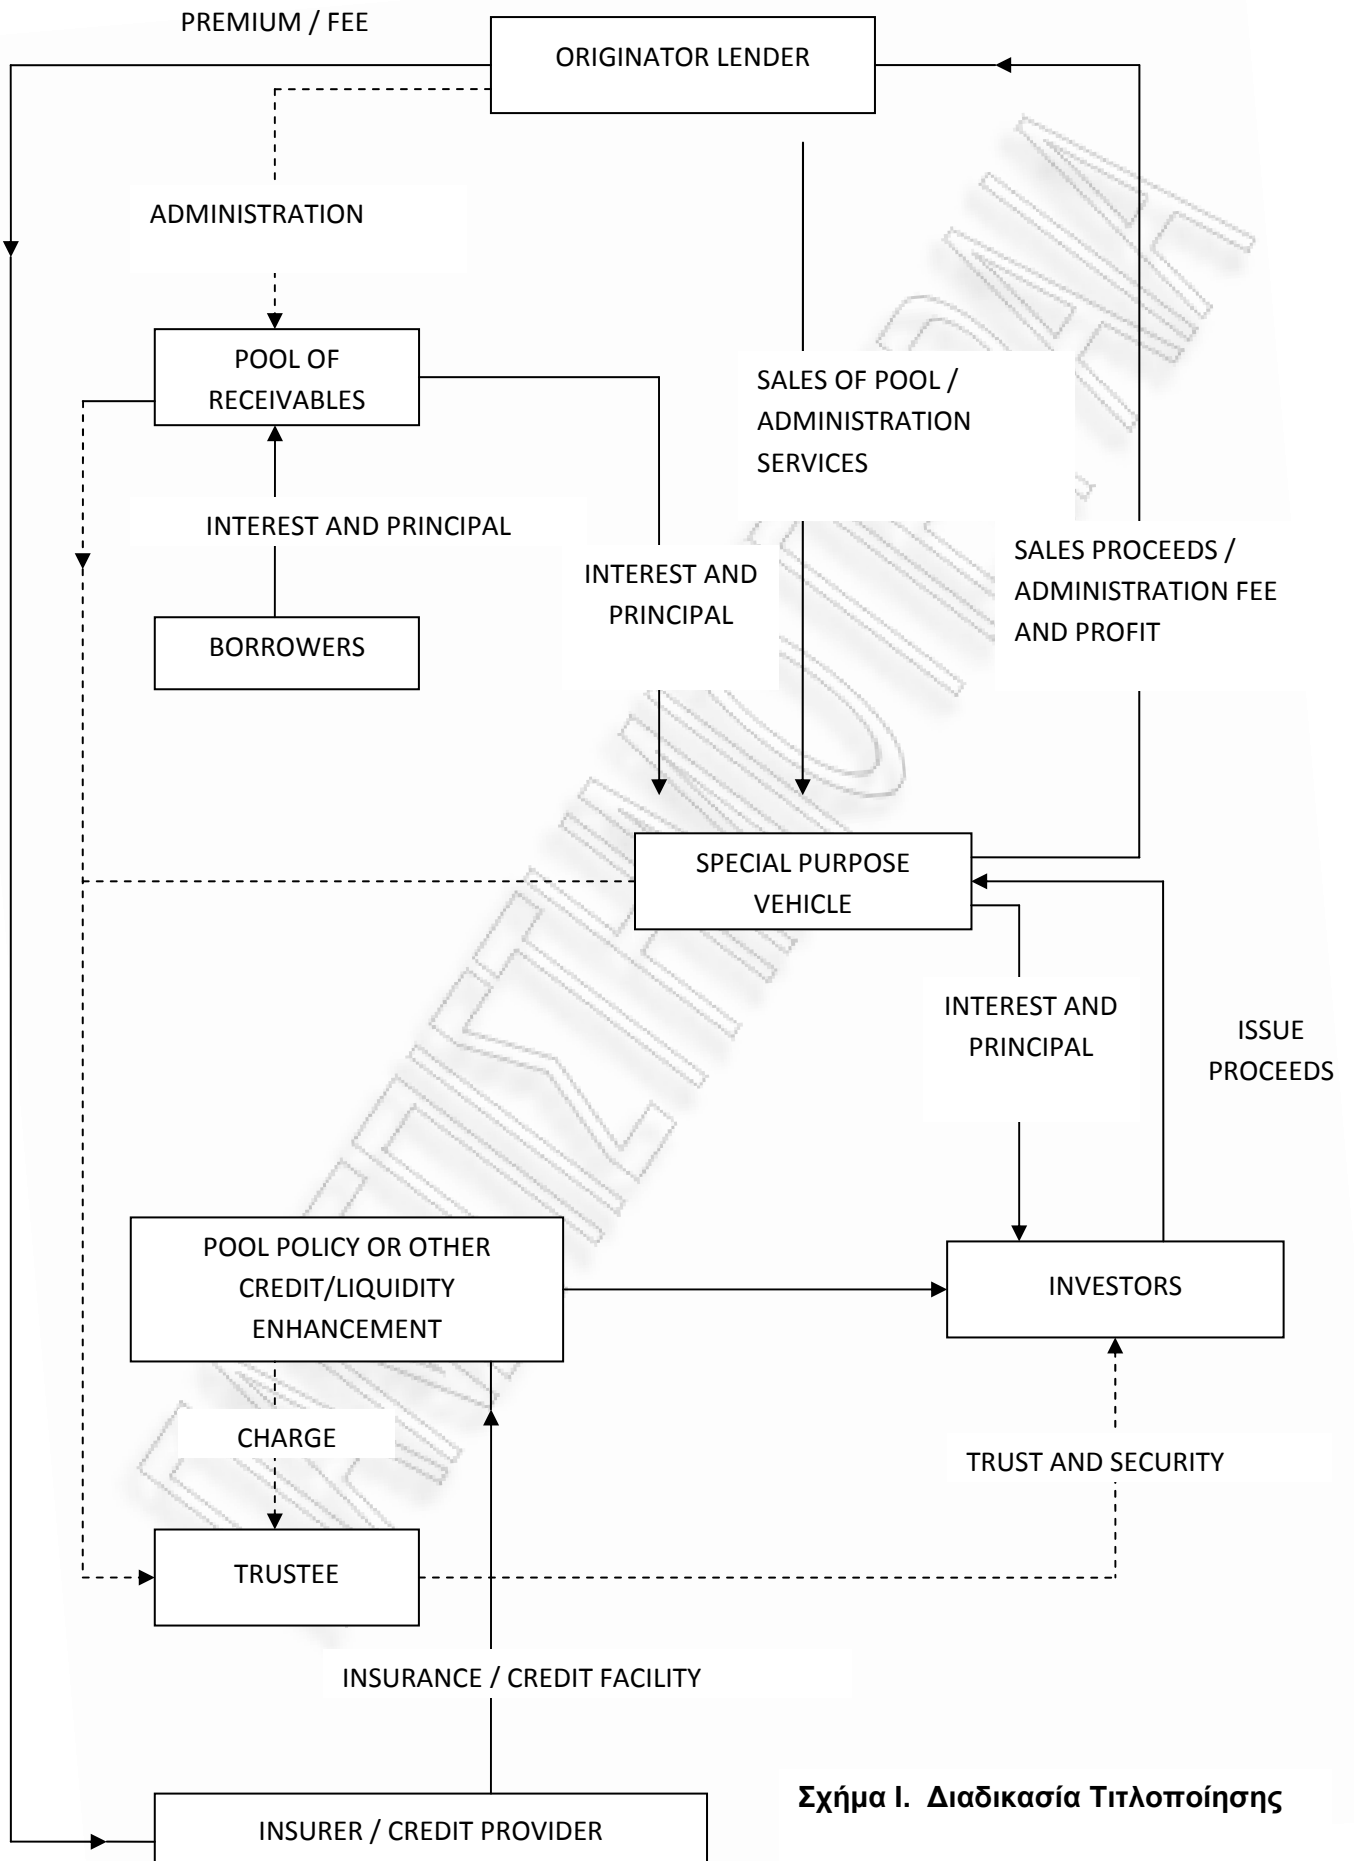 PREMIUM / FEE
ORIGINATOR LENDER
ADMINISTRATION
POOL OF
RECEIVABLES
SALES OF POOL /
ADMINISTRATION
SERVICES
INTEREST AND PRINCIPAL
SALES PROCEEDS /
ADMINISTRATION FEE
AND PROFIT
INTEREST AND
PRINCIPAL
BORROWERS
SPECIAL PURPOSE
VEHICLE
INTEREST AND
PRINCIPAL
ISSUE
PROCEEDS
POOL POLICY OR OTHER
CREDIT/LIQUIDITY
ENHANCEMENT
INVESTORS
CHARGE
TRUST AND SECURITY
TRUSTEE
INSURANCE / CREDIT FACILITY
Σχήμα Ι. Διαδικασία Τιτλοποίησης
INSURER / CREDIT PROVIDER